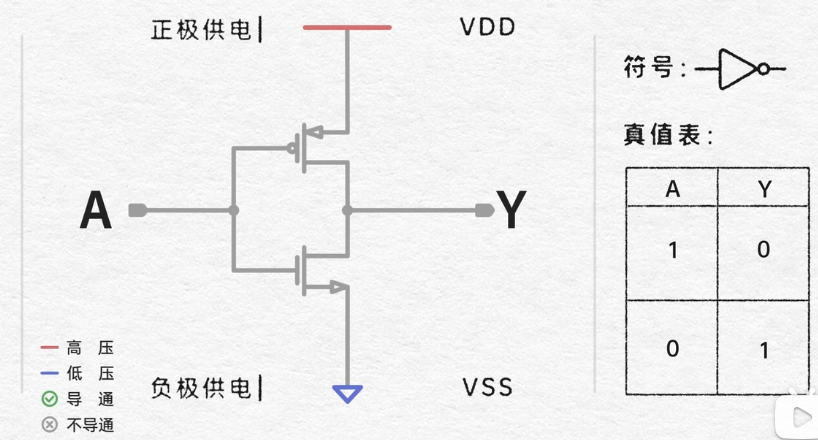 正极供电
VDD
A
Y
高 压
低 压
导 通
不导通
负极供电
VSS
符号:
真值表:
A Y
1 0
0 1